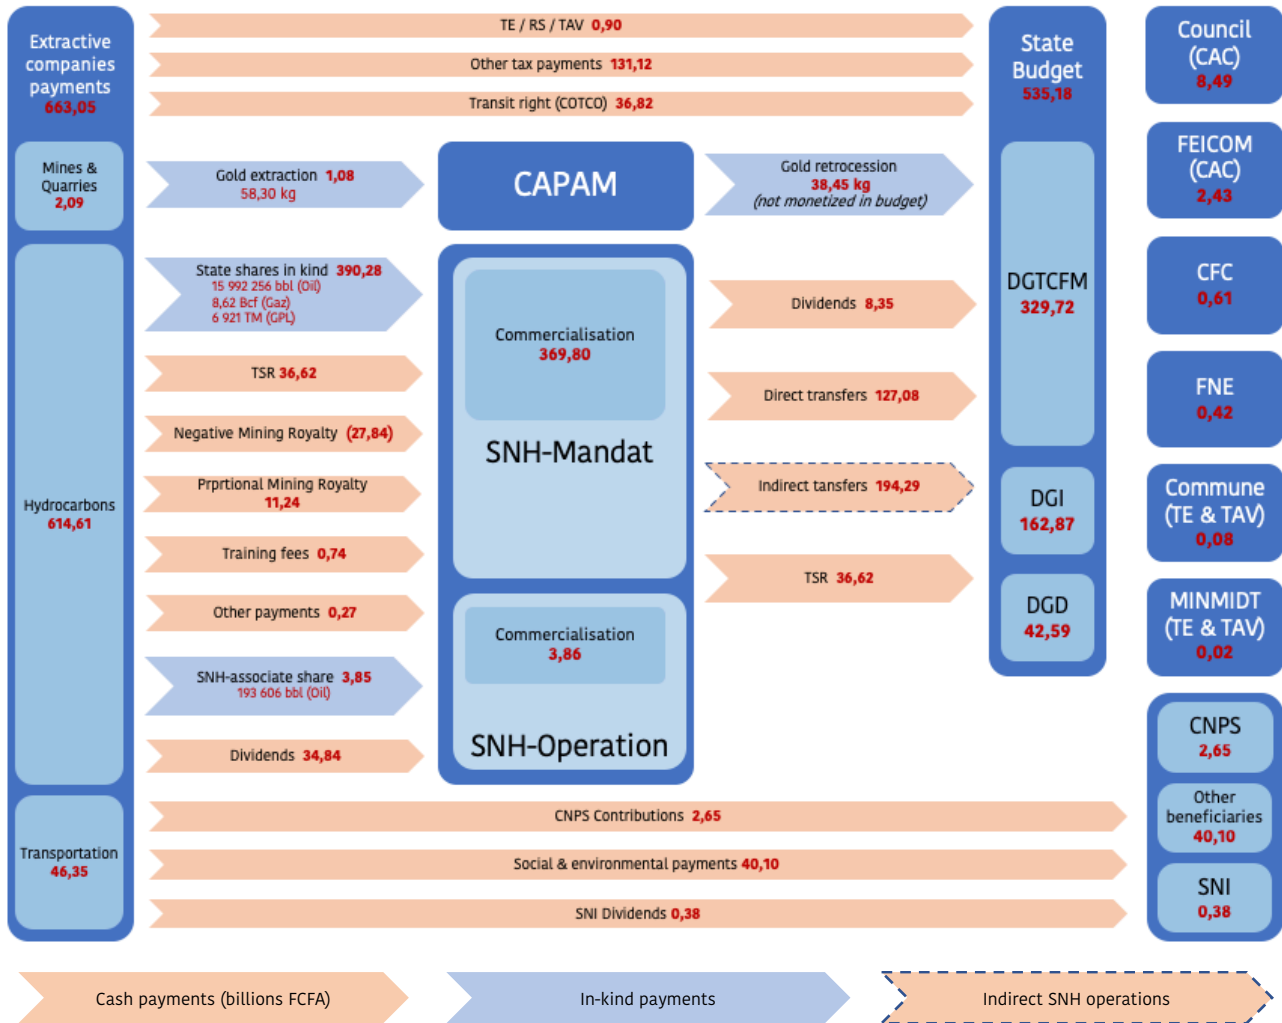 Extractive
companies
payments
663,05
TE / RS / TAV 0,90
Other tax payments 131,12
Transit right (COTCO) 36,82
State
Budget
535,18
Council
(CAC)
8,49
Mines &
Quarries
2,09
Gold extraction 1,08
58,30 kg
CAPAM
Gold retrocession
38,45 kg
(not monetized in budget)
FEICOM
(CAC)
2,43
Hydrocarbons
614,61
State shares in kind 390,28
15 992 256 bbl (Oil)
8,62 Bcf (Gaz)
6 921 TM (GPL)
TSR 36,62
Negative Mining Royalty (27,84)
Prprtional Mining Royalty
11,24
Training fees 0,74
Other payments 0,27
SNH-associate share 3,85
193 606 bbl (Oil)
Dividends 34,84
Commercialisation
369,80
SNH-Mandat
Commercialisation
3,86
SNH-Operation
Dividends 8,35
Direct transfers 127,08
Indirect tansfers 194,29
TSR 36,62
DGTCFM
329,72
DGI
162,87
DGD
42,59
CFC
0,61
FNE
0,42
Commune
(TE & TAV)
0,08
MINMIDT
(TE & TAV)
0,02
Transportation
46,35
CNPS Contributions 2,65
Social & environmental payments 40,10
SNI Dividends 0,38
CNPS
2,65
Other
beneficiaries
40,10
SNI
0,38
Cash payments (billions FCFA)
In-kind payments
Indirect SNH operations